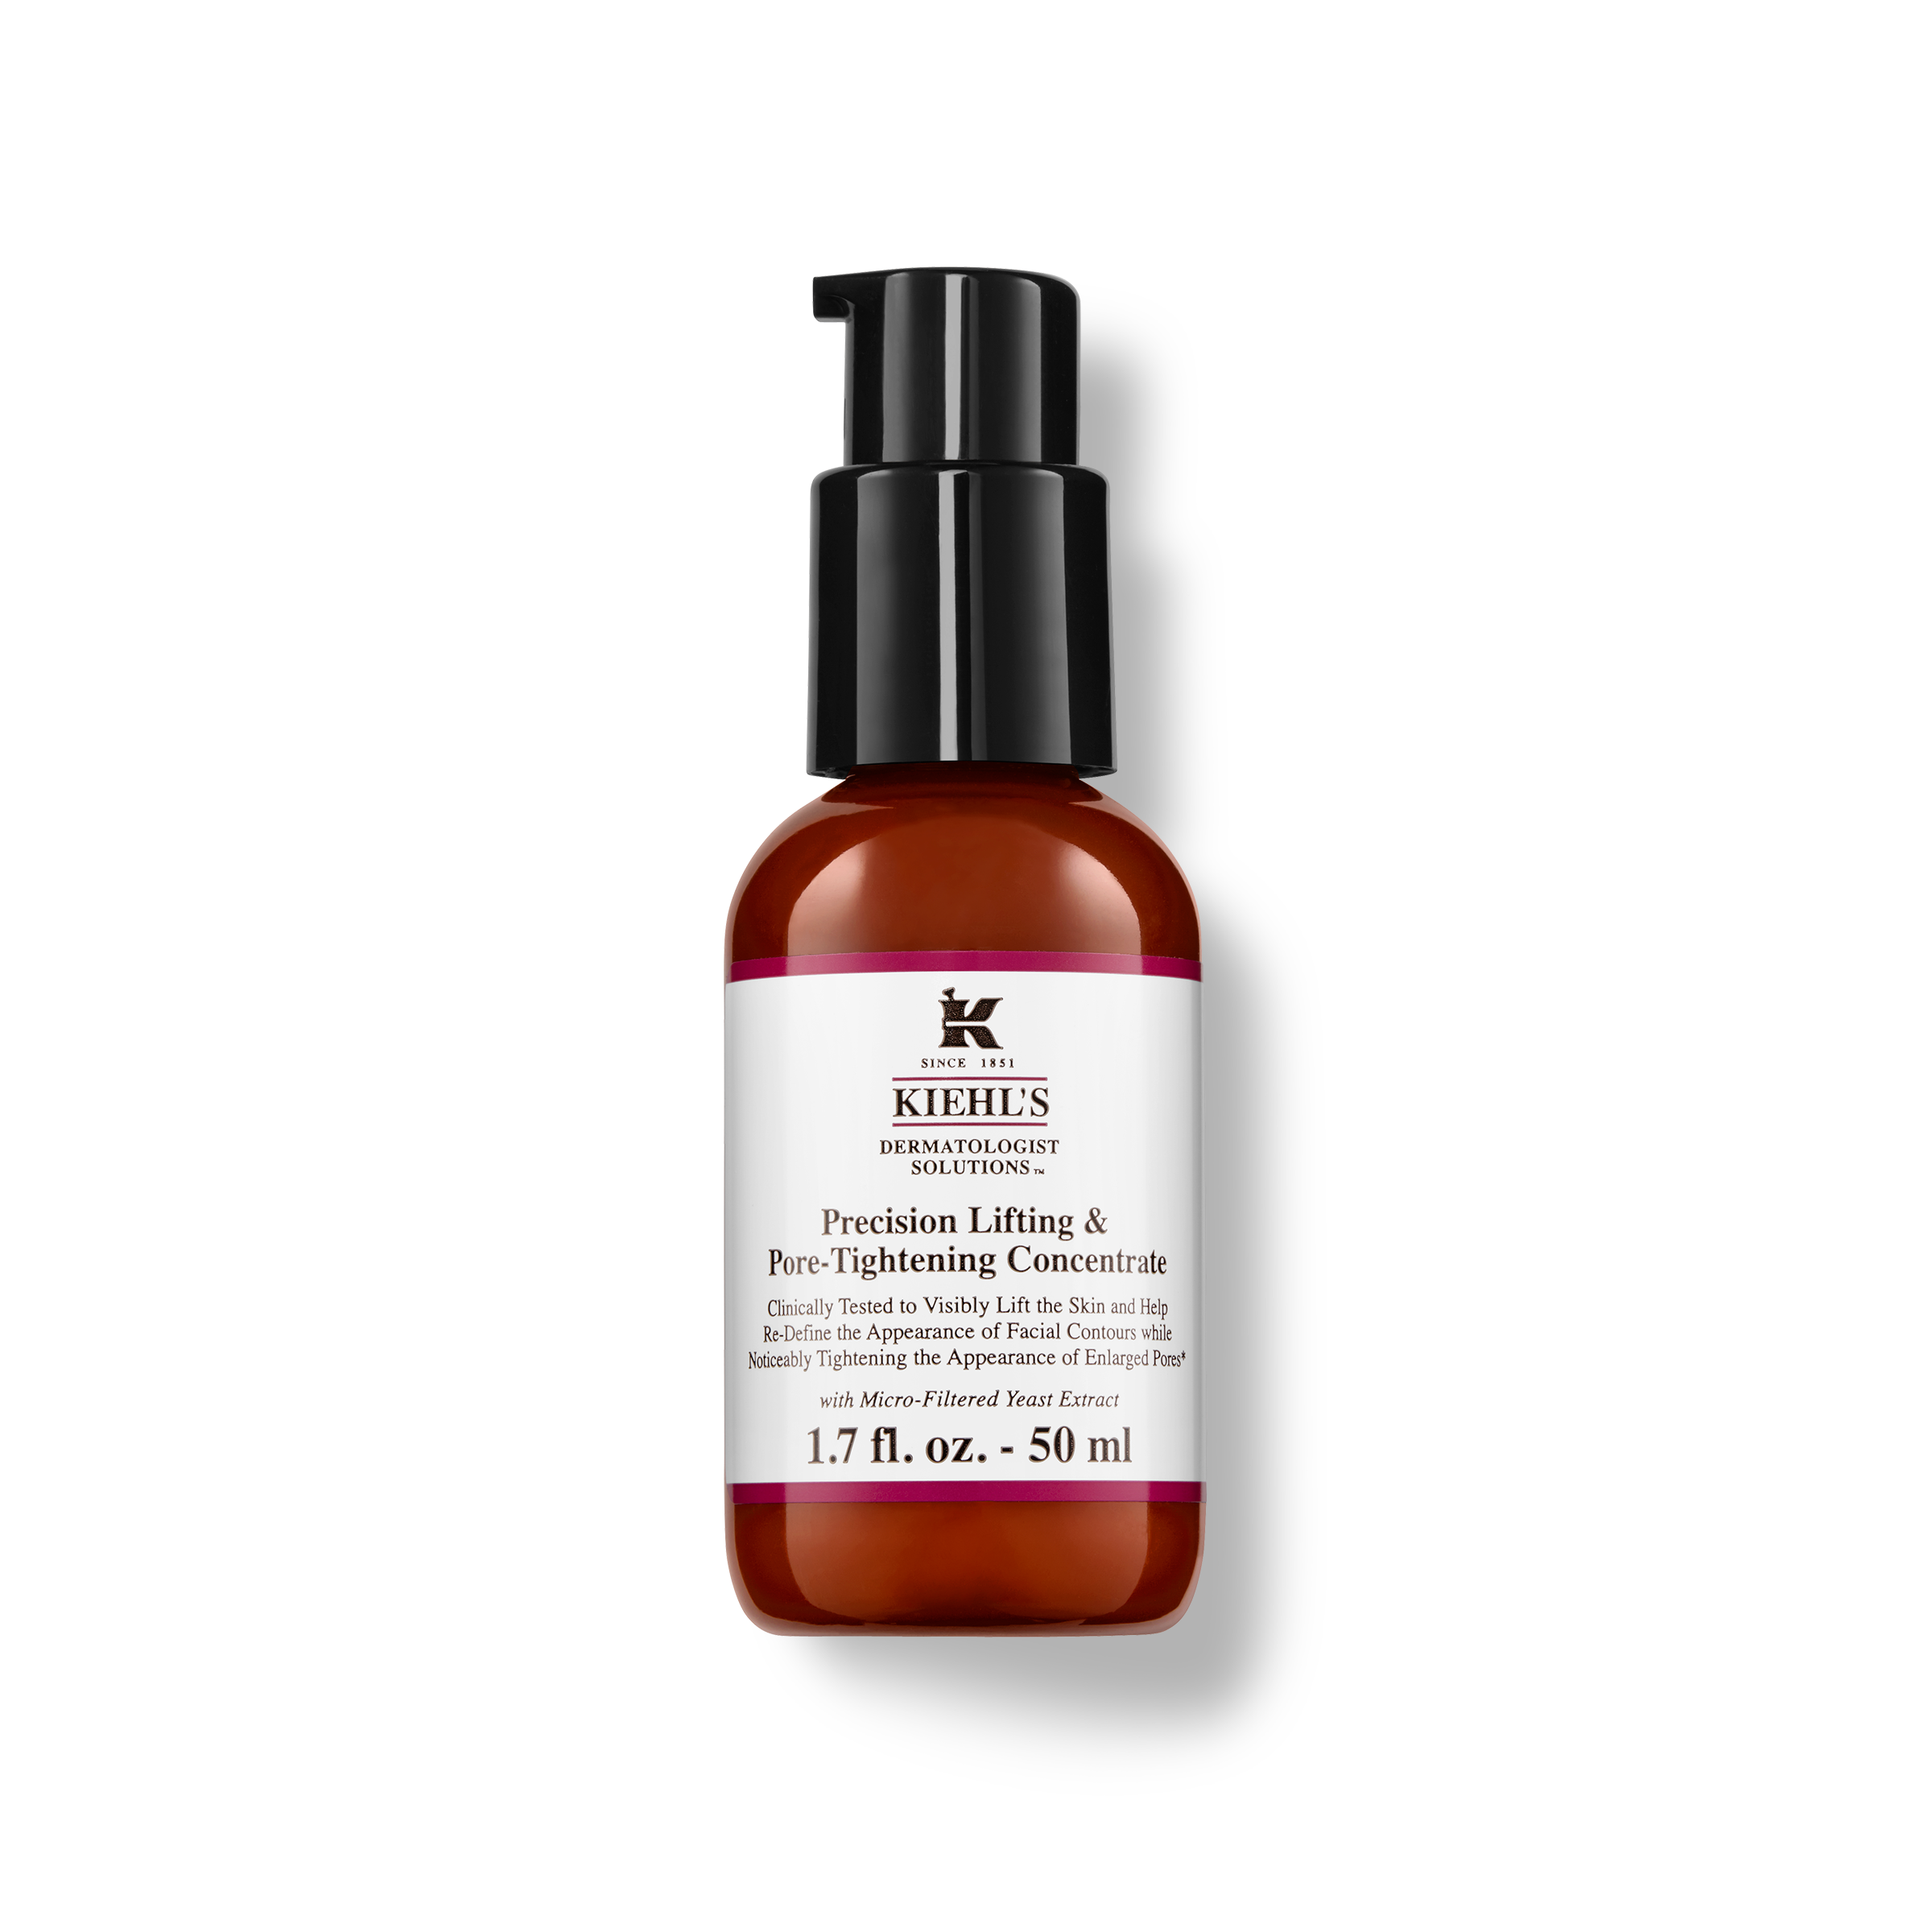 K
SINCE 1851
KIEHL'S
DERMATOLOGIST
SOLUTIONS™
Precision Lifting &
Pore-Tightening Concentrate
Clinically Tested to Visibly Lift the Skin and Help
Re-Define the Appearance of Facial Contours while
Noticeably Tightening the Appearance of Enlarged Pores*
with Micro-Filtered Yeast Extract
1.7 fl. oz. - 50 ml